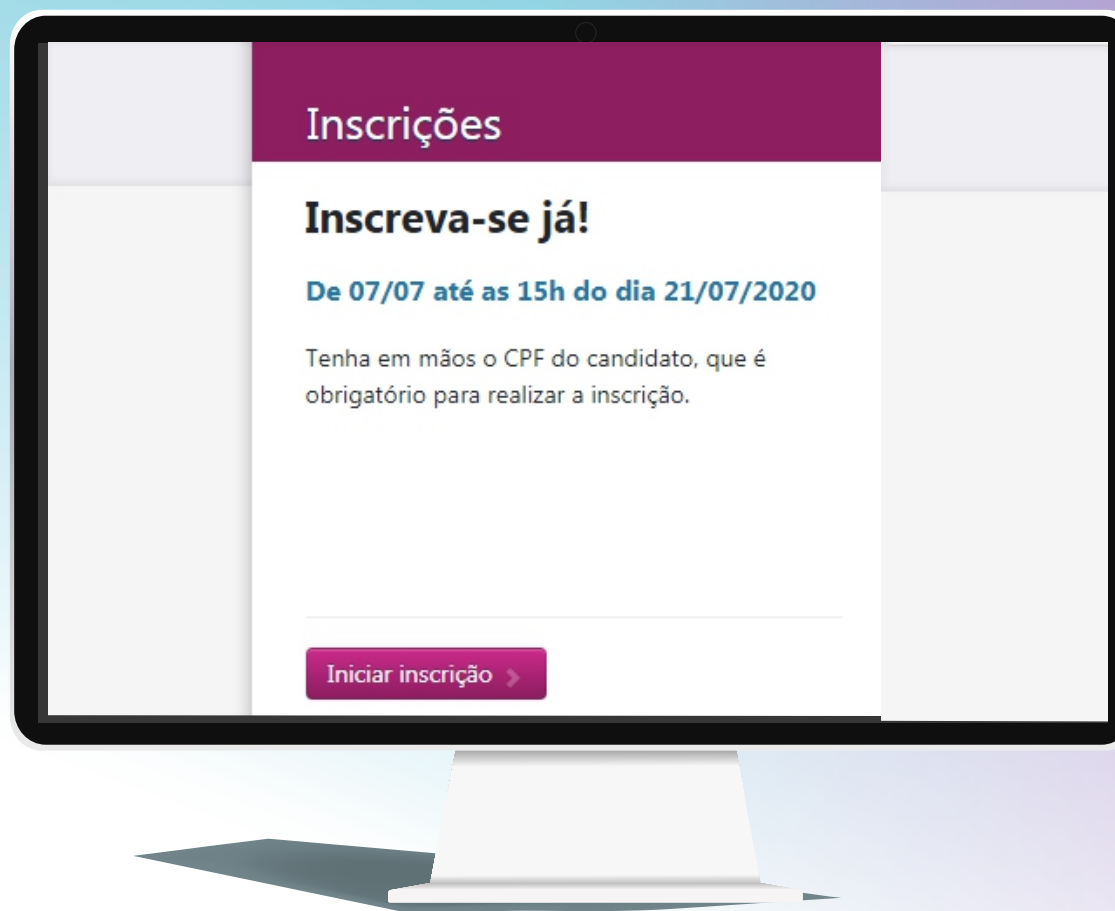 Inscrições
Inscreva-se já!
De 07/07 até as 15h do dia 21/07/2020
Tenha em mãos o CPF do candidato, que é
obrigatório para realizar a inscrição.
Iniciar inscrição